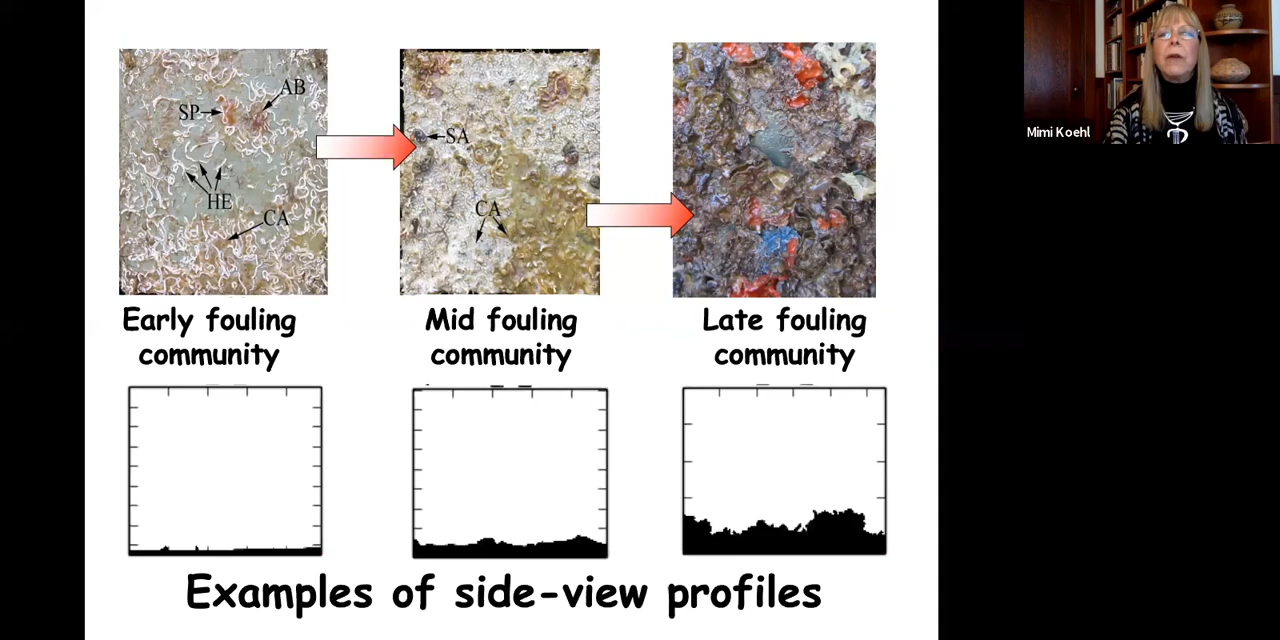 AB
SP
HE
CA
SA
CA
Early fouling
community
Mid fouling
community
Late fouling
community
Examples of side-view profiles
Mimi Koehl